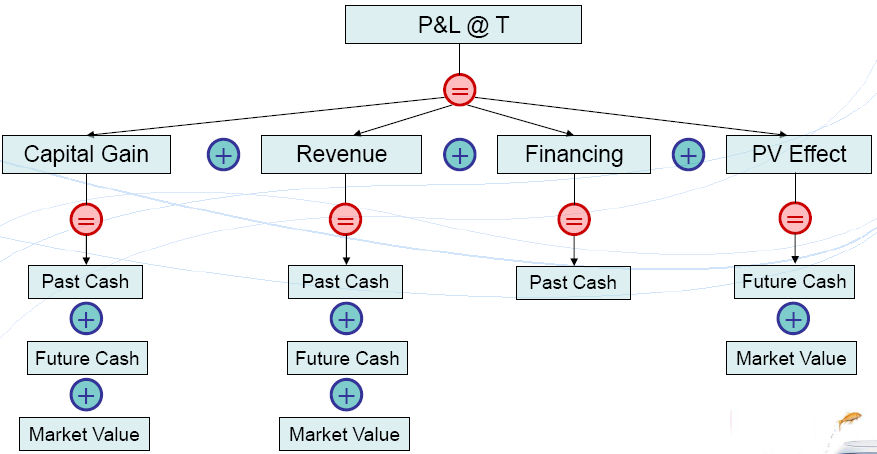 P&L @ T
=
Capital Gain + Revenue + Financing + PV Effect
= = = =
Past Cash Past Cash Past Cash Future Cash
+ + +
Future Cash Future Cash Market Value
+ +
Market Value Market Value